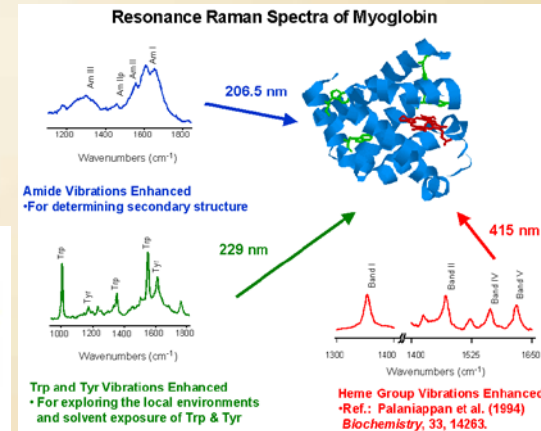 Resonance Raman Spectra of Myoglobin
Am III
Am IIp
Am II
Am I
1200 1400 1600 1800
Wavenumbers (cm-1)
206.5 nm
Amide Vibrations Enhanced
•For determining secondary structure
Trp
Tyr
Trp
Trp
Tyr
1000 1200 1400 1600 1800
Wavenumbers (cm-1)
229 nm
Trp and Tyr Vibrations Enhanced
• For exploring the local environments
and solvent exposure of Trp & Tyr
415 nm
Band I
Band II
Band IV
Band V
1300 1400 1400 1525 1650
Wavenumbers (cm-1)
Heme Group Vibrations Enhanced
•Ref.: Palaniappan et al. (1994)
Biochemistry, 33, 14263.